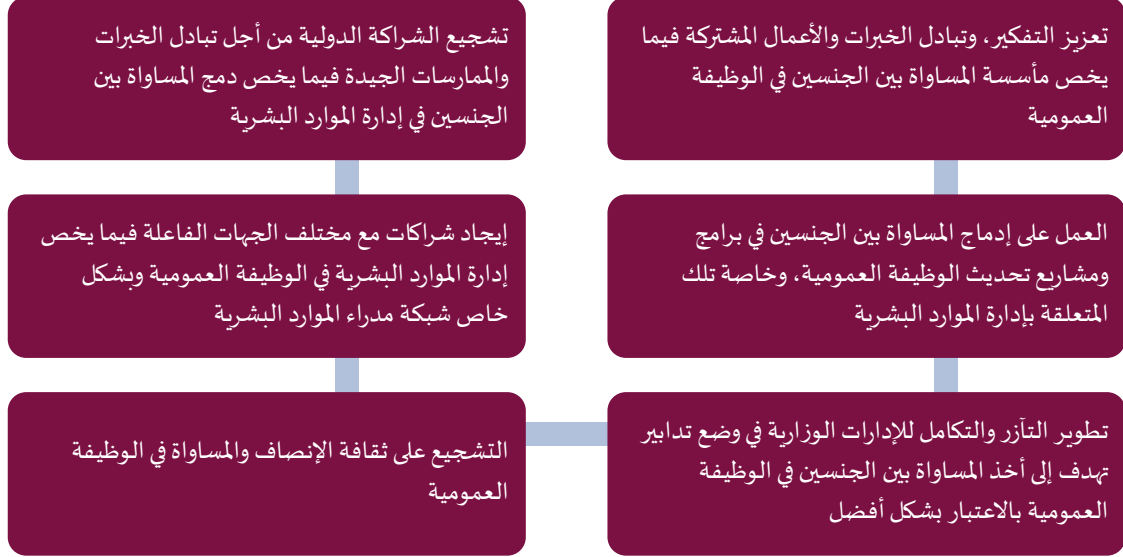 تعزيز التفكير، وتبادل الخبرات والأعمال المشتركة فيما
يخص مأسسة المساواة بين الجنسين في الوظيفة
العمومية
العمل على إدماج المساواة بين الجنسين في برامج
ومشاريع تحديث الوظيفة العمومية، وخاصة تلك
المتعلقة بإدارة الموارد البشرية
تطوير التآزر والتكامل للإدارات الوزارية في وضع تدابير
تهدف إلى أخذ المساواة بين الجنسين في الوظيفة
العمومية بالاعتبار بشكل أفضل
التشجيع على ثقافة الإنصاف والمساواة في الوظيفة
العمومية
إيجاد شراكات مع مختلف الجهات الفاعلة فيما يخص
إدارة الموارد البشرية في الوظيفة العمومية وبشكل
خاص شبكة مدراء الموارد البشرية
تشجيع الشراكة الدولية من أجل تبادل الخبرات
والممارسات الجيدة فيما يخص دمج المساواة بين
الجنسين في إدارة الموارد البشرية